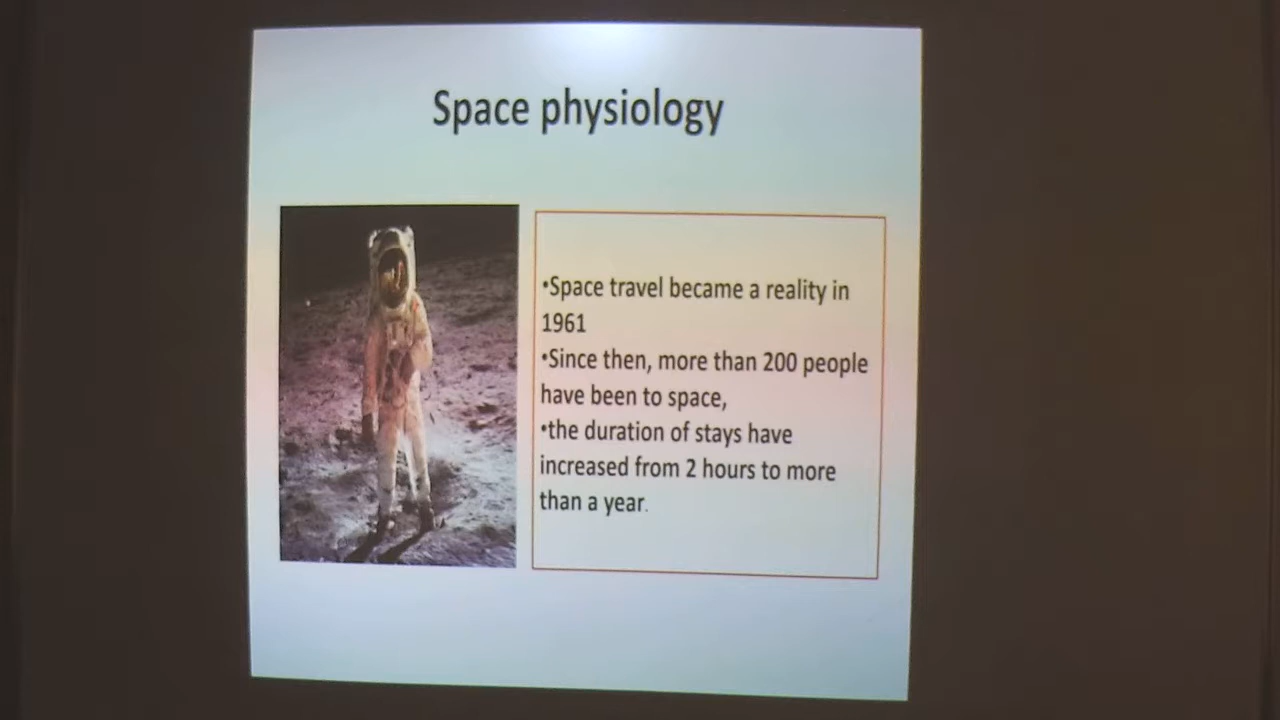 Space physiology
•Space travel became a reality in
1961
•Since then, more than 200 people
have been to space,
•the duration of stays have
increased from 2 hours to more
than a year.